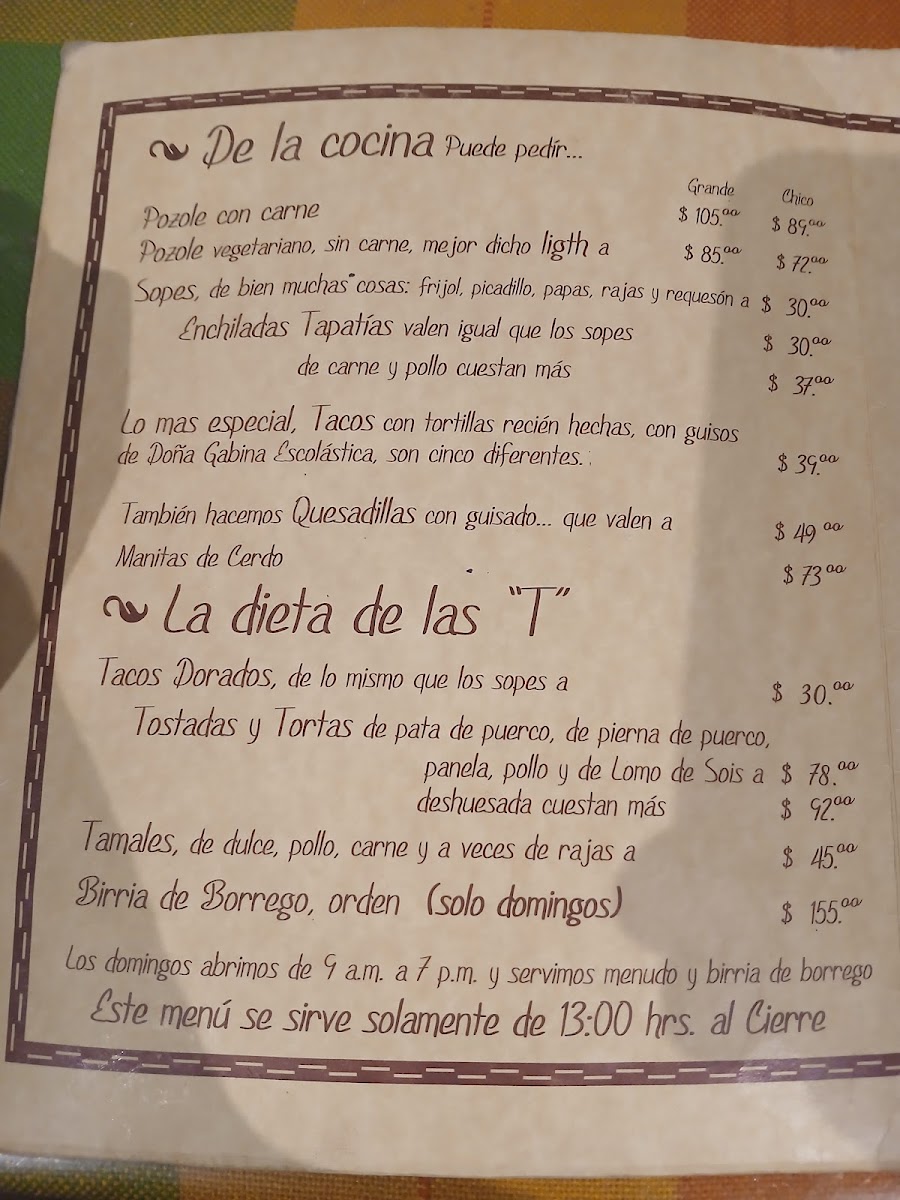 De la cocina Puede pedir...
Grande Chico
Pozole con carne $ 105.00 $ 89.00
Pozole vegetariano, sin carne, mejor dicho ligth a $ 85.00 $ 72.00
Sopes, de bien muchas cosas: frijol, picadillo, papas, rajas y requesón a $ 30.00
Enchiladas Tapatías valen igual que los sopes $ 30.00
de carne y pollo cuestan más $ 37.00
Lo mas especial, Tacos con tortillas recién hechas, con guisos
de Doña Gabina Escolástica, son cinco diferentes. $ 39.00
También hacemos Quesadillas con guisado... que valen a $ 49 00
Manitas de Cerdo $ 73 00
La dieta de las "T"
Tacos Dorados, de lo mismo que los sopes a $ 30.00
Tostadas y Tortas de pata de puerco, de pierna de puerco,
panela, pollo y de Lomo de Sois a $ 78.00
deshuesada cuestan más $ 92.00
Tamales, de dulce, pollo, carne y a veces de rajas a $ 45.00
Birria de Borrego, orden (solo domingos) $ 155.00
Los domingos abrimos de 9 a.m. a 7 p.m. y servimos menudo y birria de borrego
Este menú se sirve solamente de 13:00 hrs. al Cierre